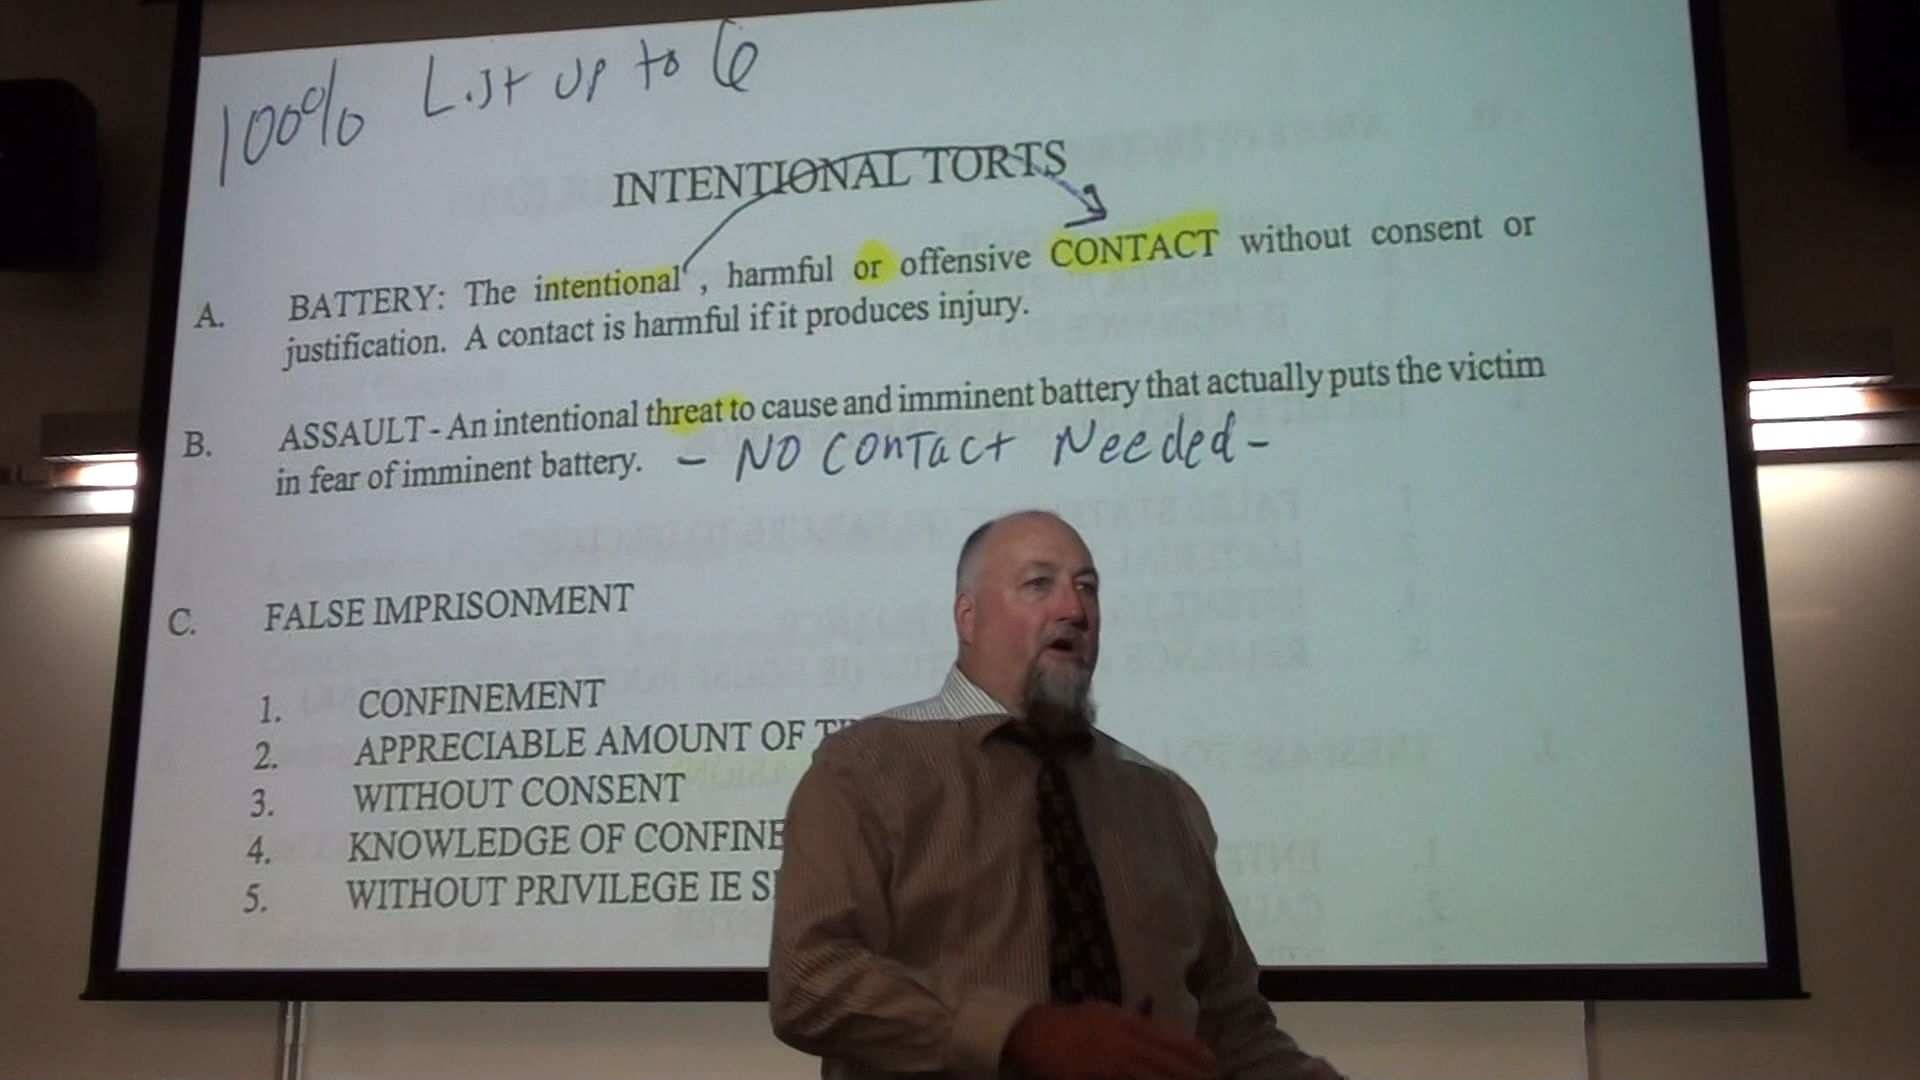 100% List up to 6
INTENTIONAL TORTS
A. BATTERY: The intentional , harmful or offensive CONTACT without consent or
justification. A contact is harmful if it produces injury.
B. ASSAULT - An intentional threat to cause and imminent battery that actually puts the victim
in fear of imminent battery. - NO CONTACT Needed -
C. FALSE IMPRISONMENT
1. CONFINEMENT
2. APPRECIABLE AMOUNT OF
3. WITHOUT CONSENT
4. KNOWLEDGE OF
5. WITHOUT PRIVILEGE IE